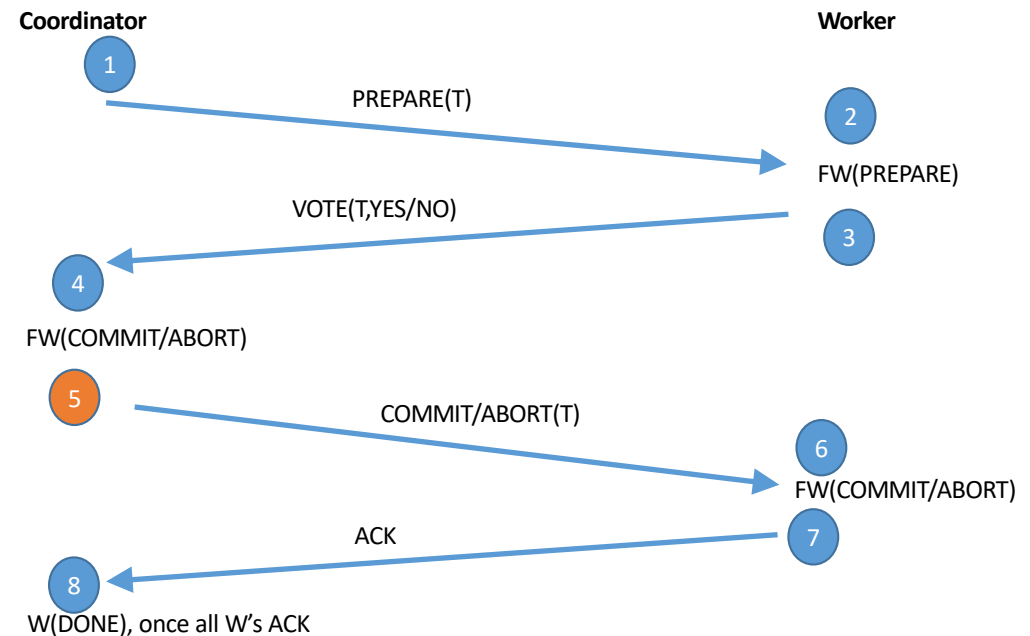 Coordinator
Worker
1
PREPARE(T)
2
FW(PREPARE)
VOTE(T,YES/NO)
3
4
FW(COMMIT/ABORT)
5
COMMIT/ABORT(T)
6
FW(COMMIT/ABORT)
7
ACK
8
W(DONE), once all W's ACK